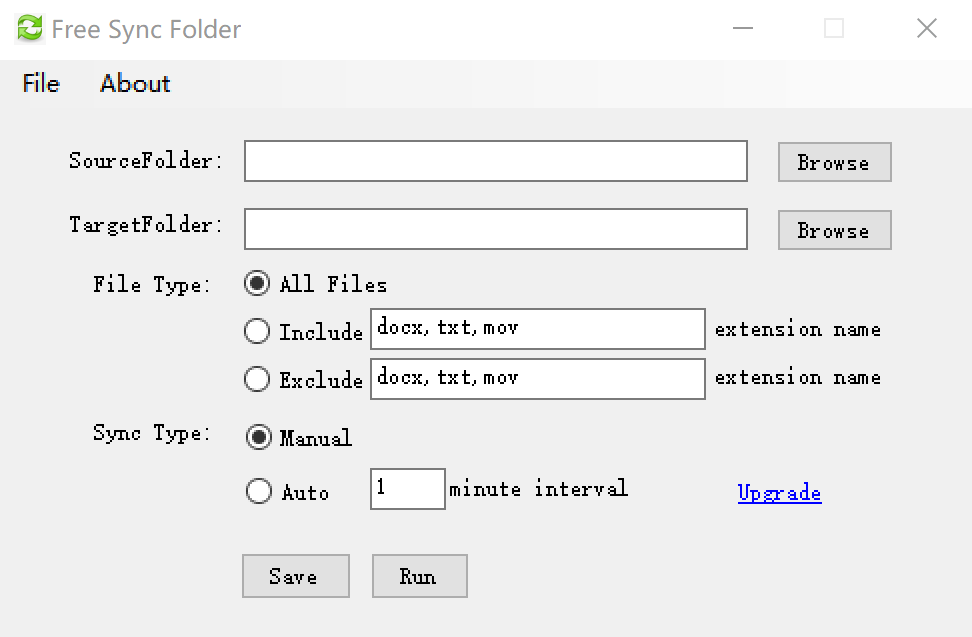 Free Sync Folder
File About
SourceFolder: Browse
TargetFolder: Browse
File Type: All Files
Include docx,txt,mov extension name
Exclude docx,txt,mov extension name
Sync Type: Manual
Auto 1 minute interval Upgrade
Save Run